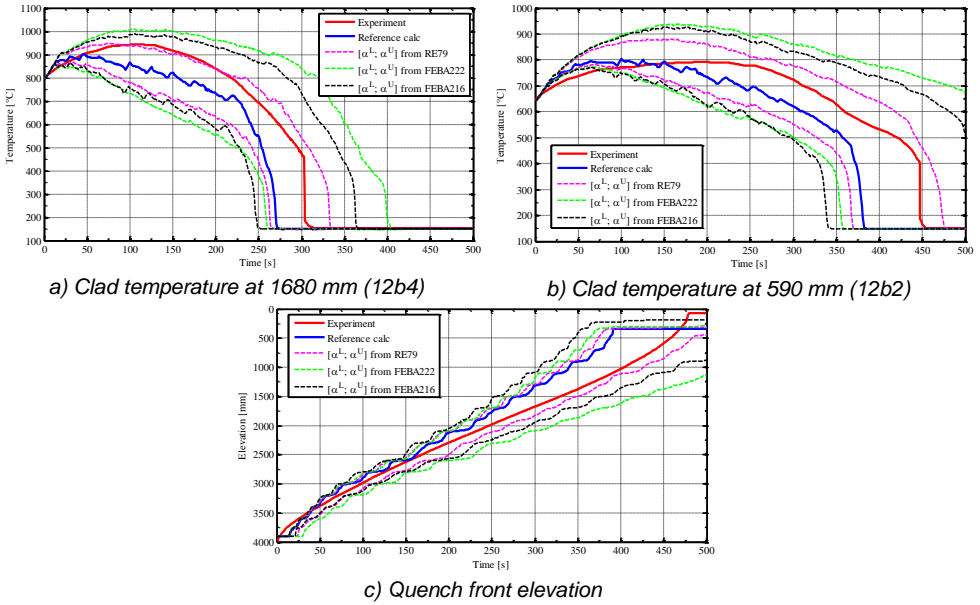 1100
1000
900
800
700
600
500
400
300
200
100
0 50 100 150 200 250 300 350 400 450 500
Time [s]
Temperature [°C]
Experiment
Reference calc
[α^L; α^U] from RE79
[α^L; α^U] from FEBA222
[α^L; α^U] from FEBA216
a) Clad temperature at 1680 mm (12b4)
1000
900
800
700
600
500
400
300
200
100
0 50 100 150 200 250 300 350 400 450 500
Time [s]
Temperature [°C]
Experiment
Reference calc
[α^L; α^U] from RE79
[α^L; α^U] from FEBA222
[α^L; α^U] from FEBA216
b) Clad temperature at 590 mm (12b2)
0
500
1000
1500
2000
2500
3000
3500
4000
0 50 100 150 200 250 300 350 400 450 500
Time [s]
Elevation [mm]
Experiment
Reference calc
[α^L; α^U] from RE79
[α^L; α^U] from FEBA222
[α^L; α^U] from FEBA216
c) Quench front elevation